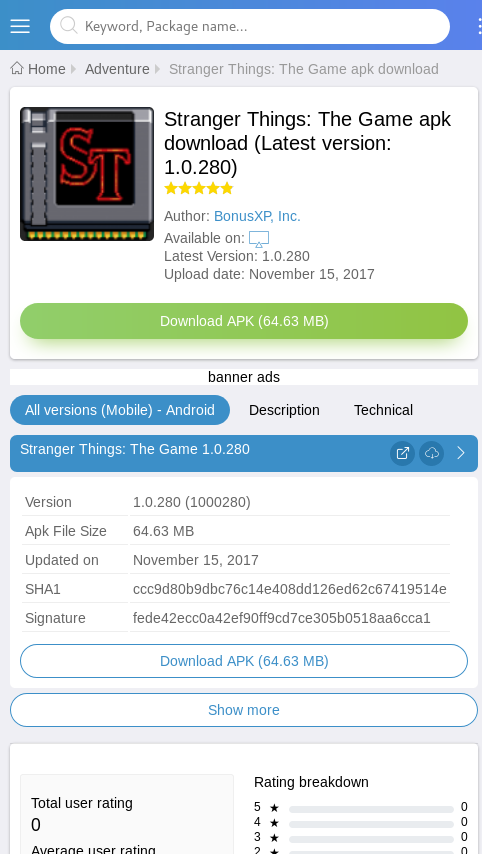 Keyword, Package name...
Home Adventure Stranger Things: The Game apk download
ST
Stranger Things: The Game apk
download (Latest version:
1.0.280)
Author: BonusXP, Inc.
Available on:
Latest Version: 1.0.280
Upload date: November 15, 2017
Download APK (64.63 MB)
banner ads
All versions (Mobile) - Android Description Technical
Stranger Things: The Game 1.0.280
Version 1.0.280 (1000280)
Apk File Size 64.63 MB
Updated on November 15, 2017
SHA1 ccc9d80b9dbc76c14e408dd126ed62c67419514e
Signature fede42ecc0a42ef90ff9cd7ce305b0518aa6cca1
Download APK (64.63 MB)
Show more
Total user rating
0
Average user rating
Rating breakdown
5 ★ 0
4 ★ 0
3 ★ 0
2 ★ 0